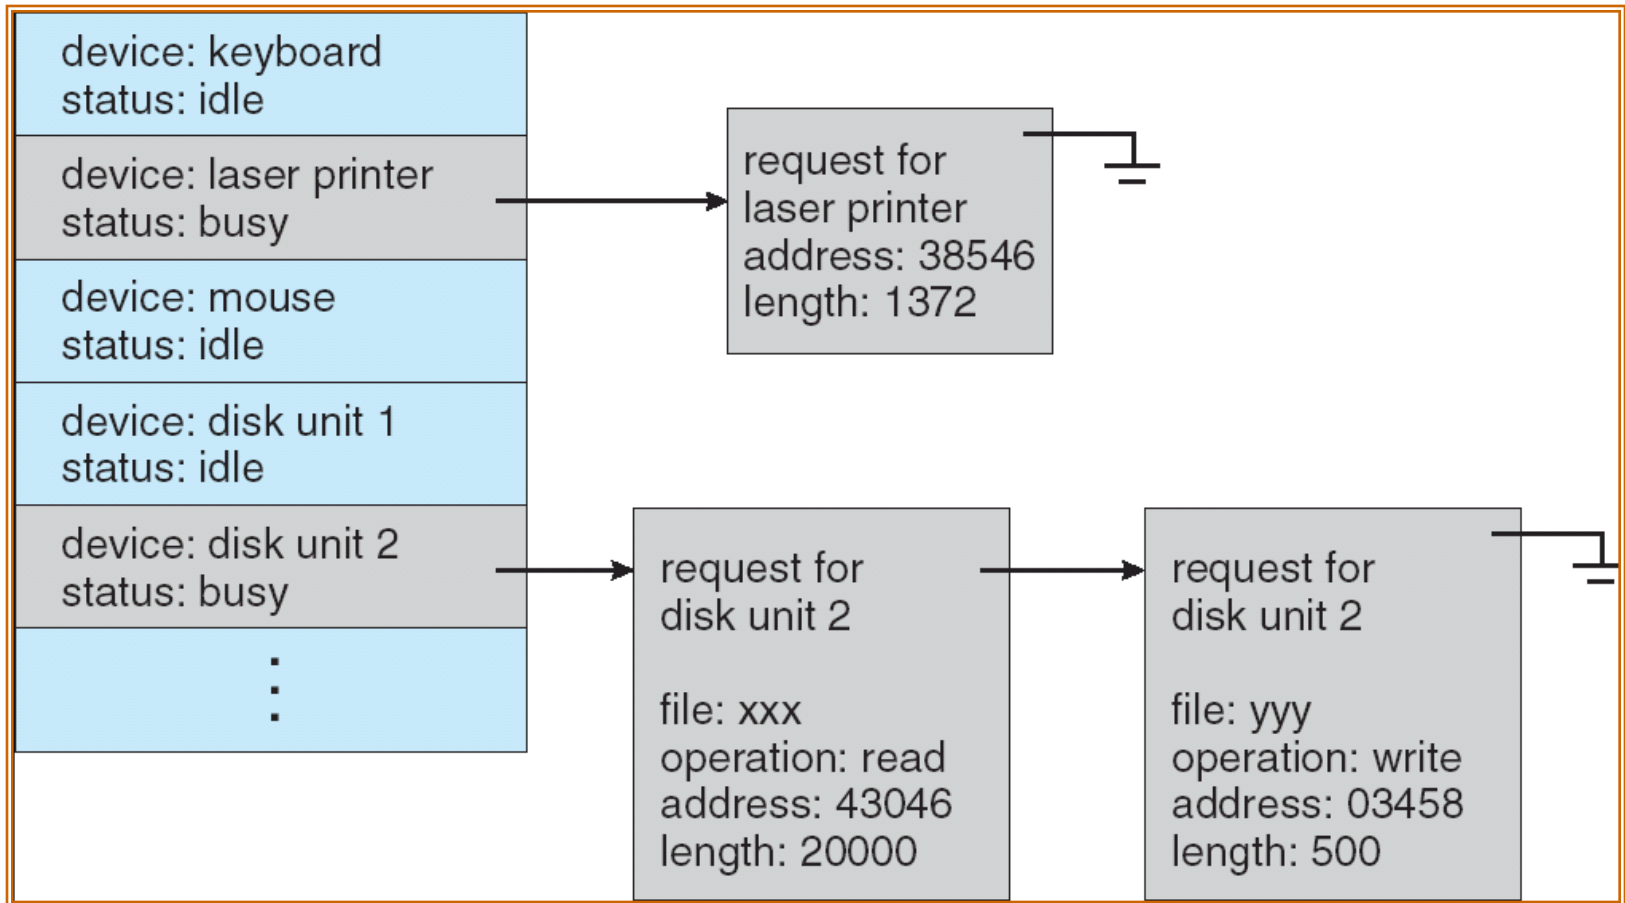 device: keyboard
status: idle
device: laser printer
status: busy
device: mouse
status: idle
device: disk unit 1
status: idle
device: disk unit 2
status: busy
request for
laser printer
address: 38546
length: 1372
request for
disk unit 2
file: xxx
operation: read
address: 43046
length: 20000
request for
disk unit 2
file: yyy
operation: write
address: 03458
length: 500